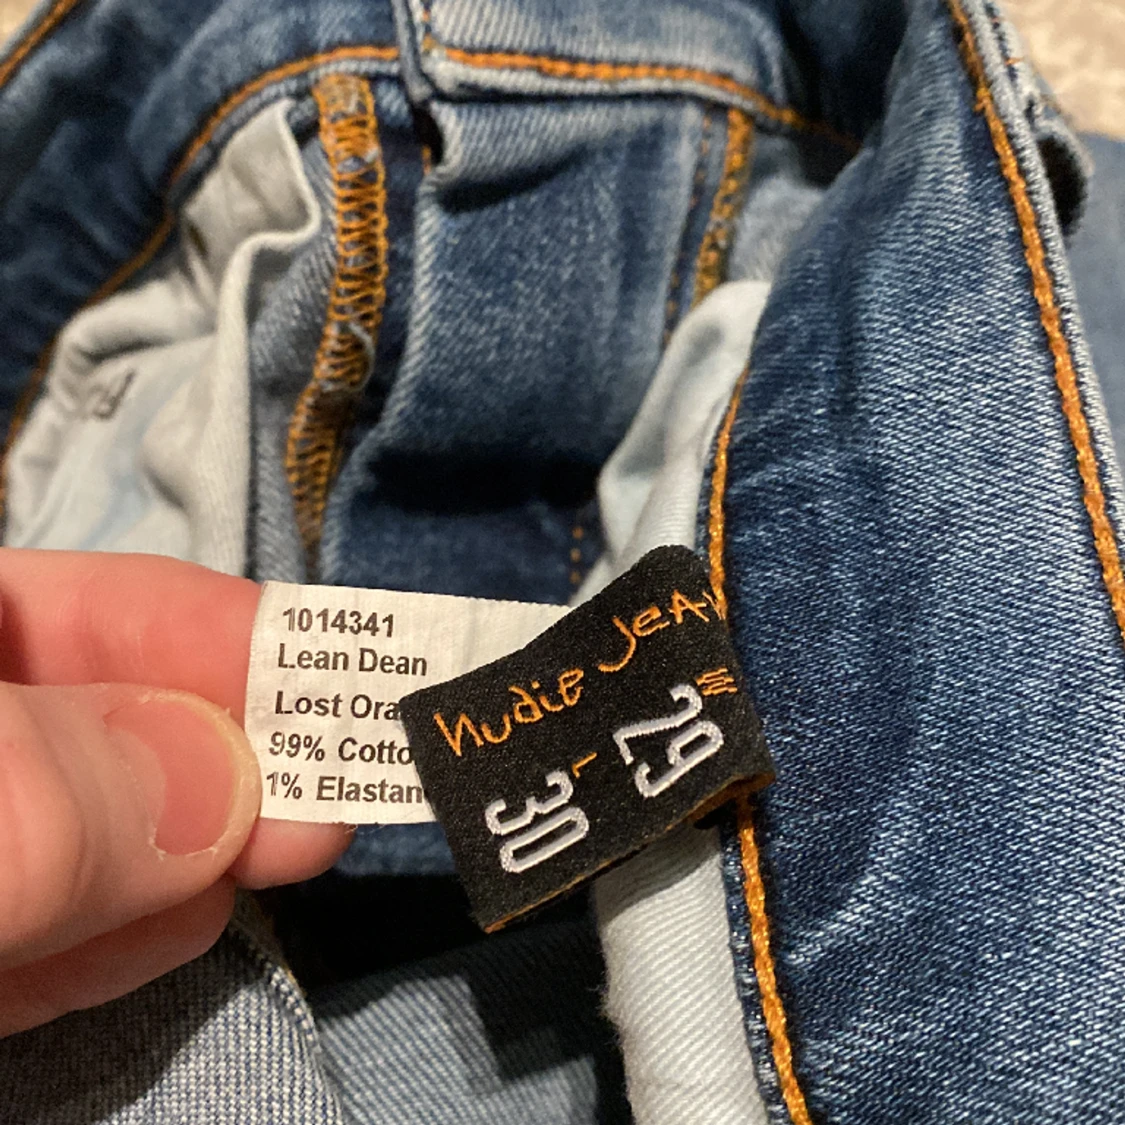 1014341
Lean Dean
Lost Ora
99% Cotto
1% Elastan
Nudie Jea
W 29
L 30